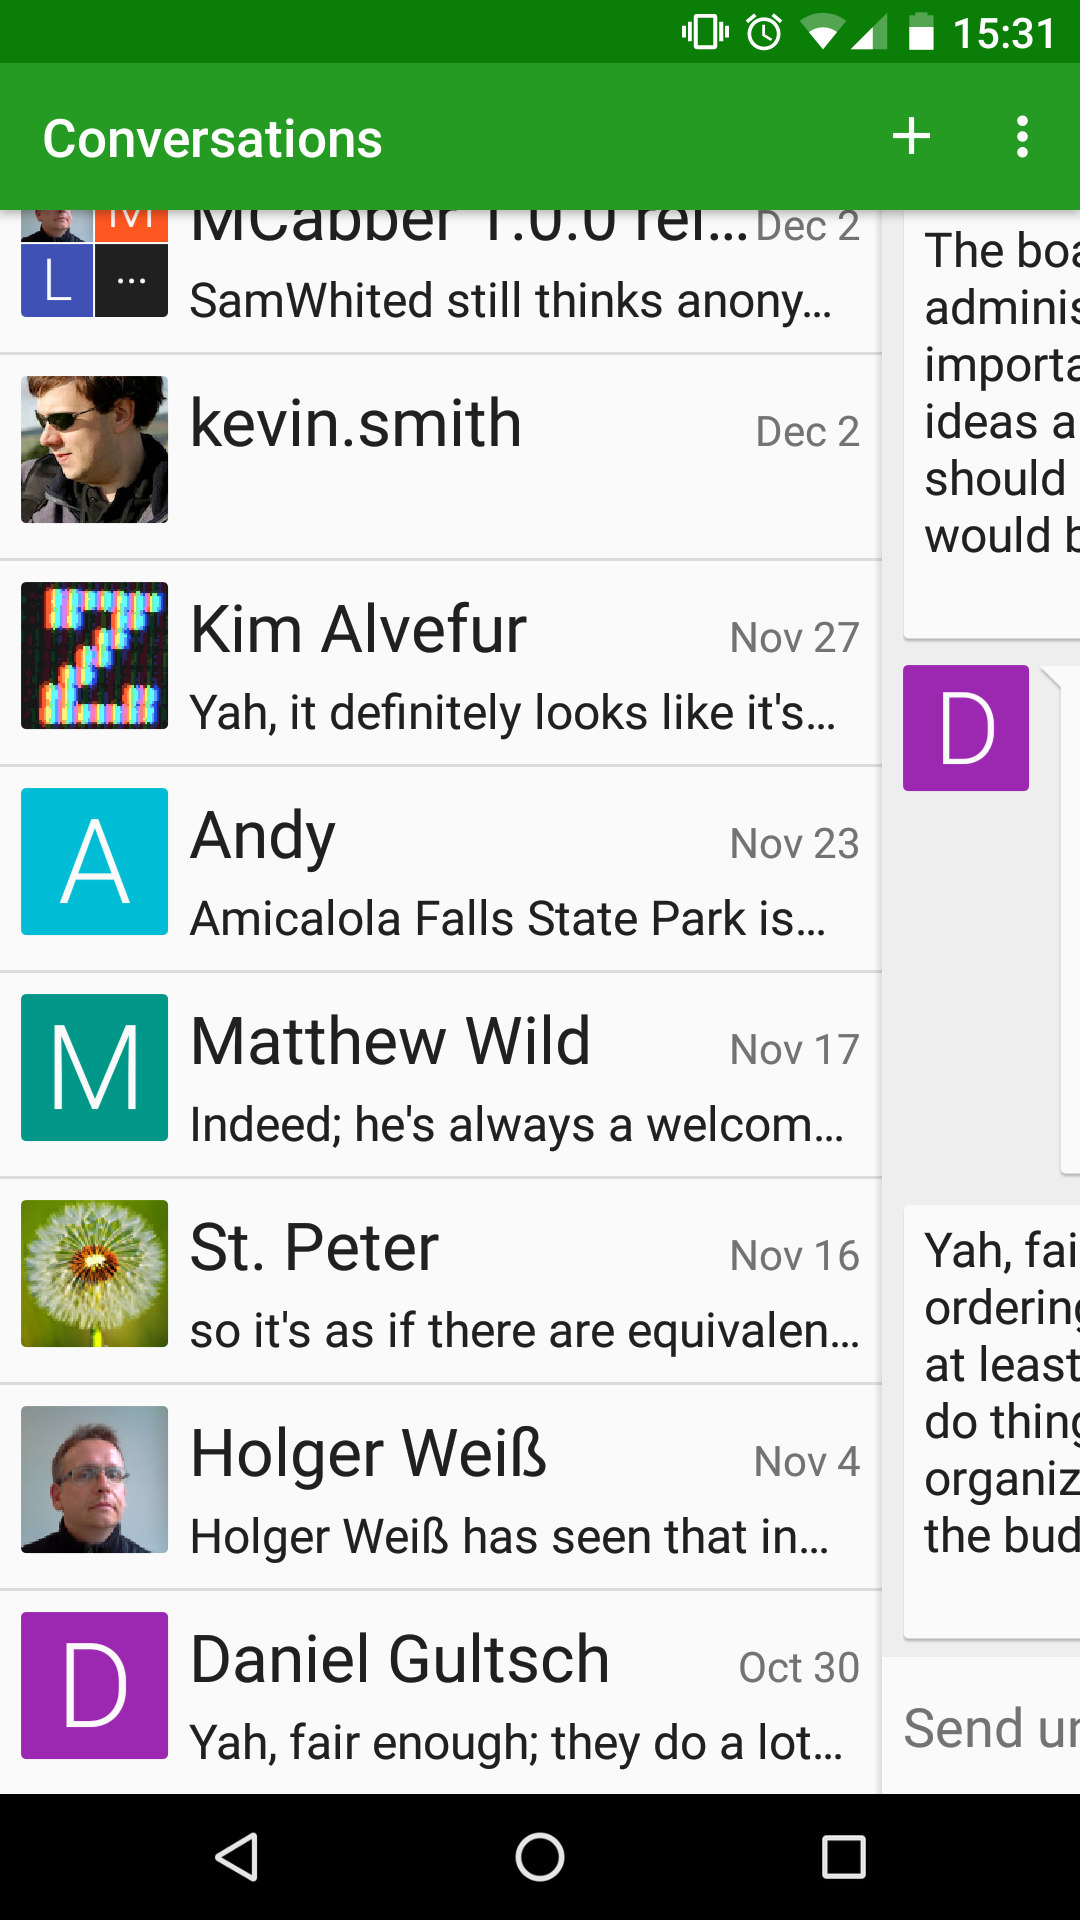 15:31
Conversations
M
MCabber 1.0.0 rel... Dec 2
L ...
SamWhited still thinks anony...
kevin.smith Dec 2
Kim Alvefur Nov 27
Yah, it definitely looks like it's...
A
Andy Nov 23
Amicalola Falls State Park is...
M
Matthew Wild Nov 17
Indeed; he's always a welcom...
St. Peter Nov 16
so it's as if there are equivalen...
Holger Weiß Nov 4
Holger Weiß has seen that in...
D
Daniel Gultsch Oct 30
Yah, fair enough; they do a lot...
The boa
adminis
importa
ideas a
should
would b
D
Yah, fai
ordering
at least
do thing
organiz
the bud
Send un